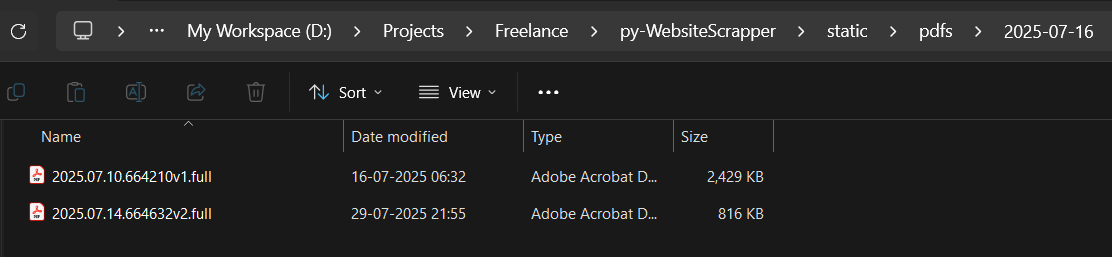 My Workspace (D:) Projects Freelance py-WebsiteScrapper static pdfs 2025-07-16
Sort View
Name Date modified Type Size
2025.07.10.664210v1.full 16-07-2025 06:32 Adobe Acrobat D... 2,429 KB
2025.07.14.664632v2.full 29-07-2025 21:55 Adobe Acrobat D... 816 KB